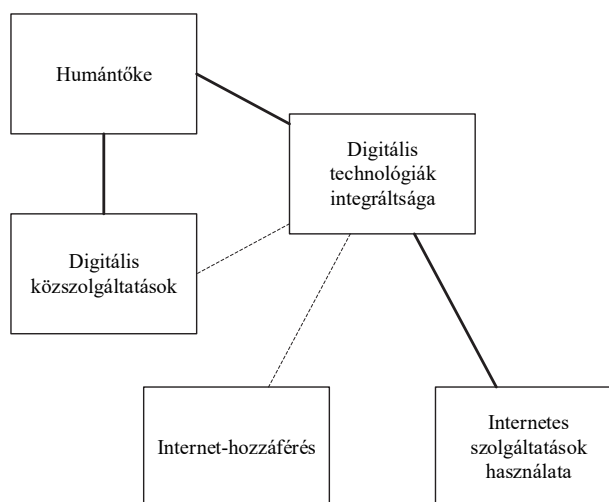 Humántőke
Digitális
technológiák
integráltsága
Digitális
közszolgáltatások
Internet-hozzáférés
Internetes
szolgáltatások
használata